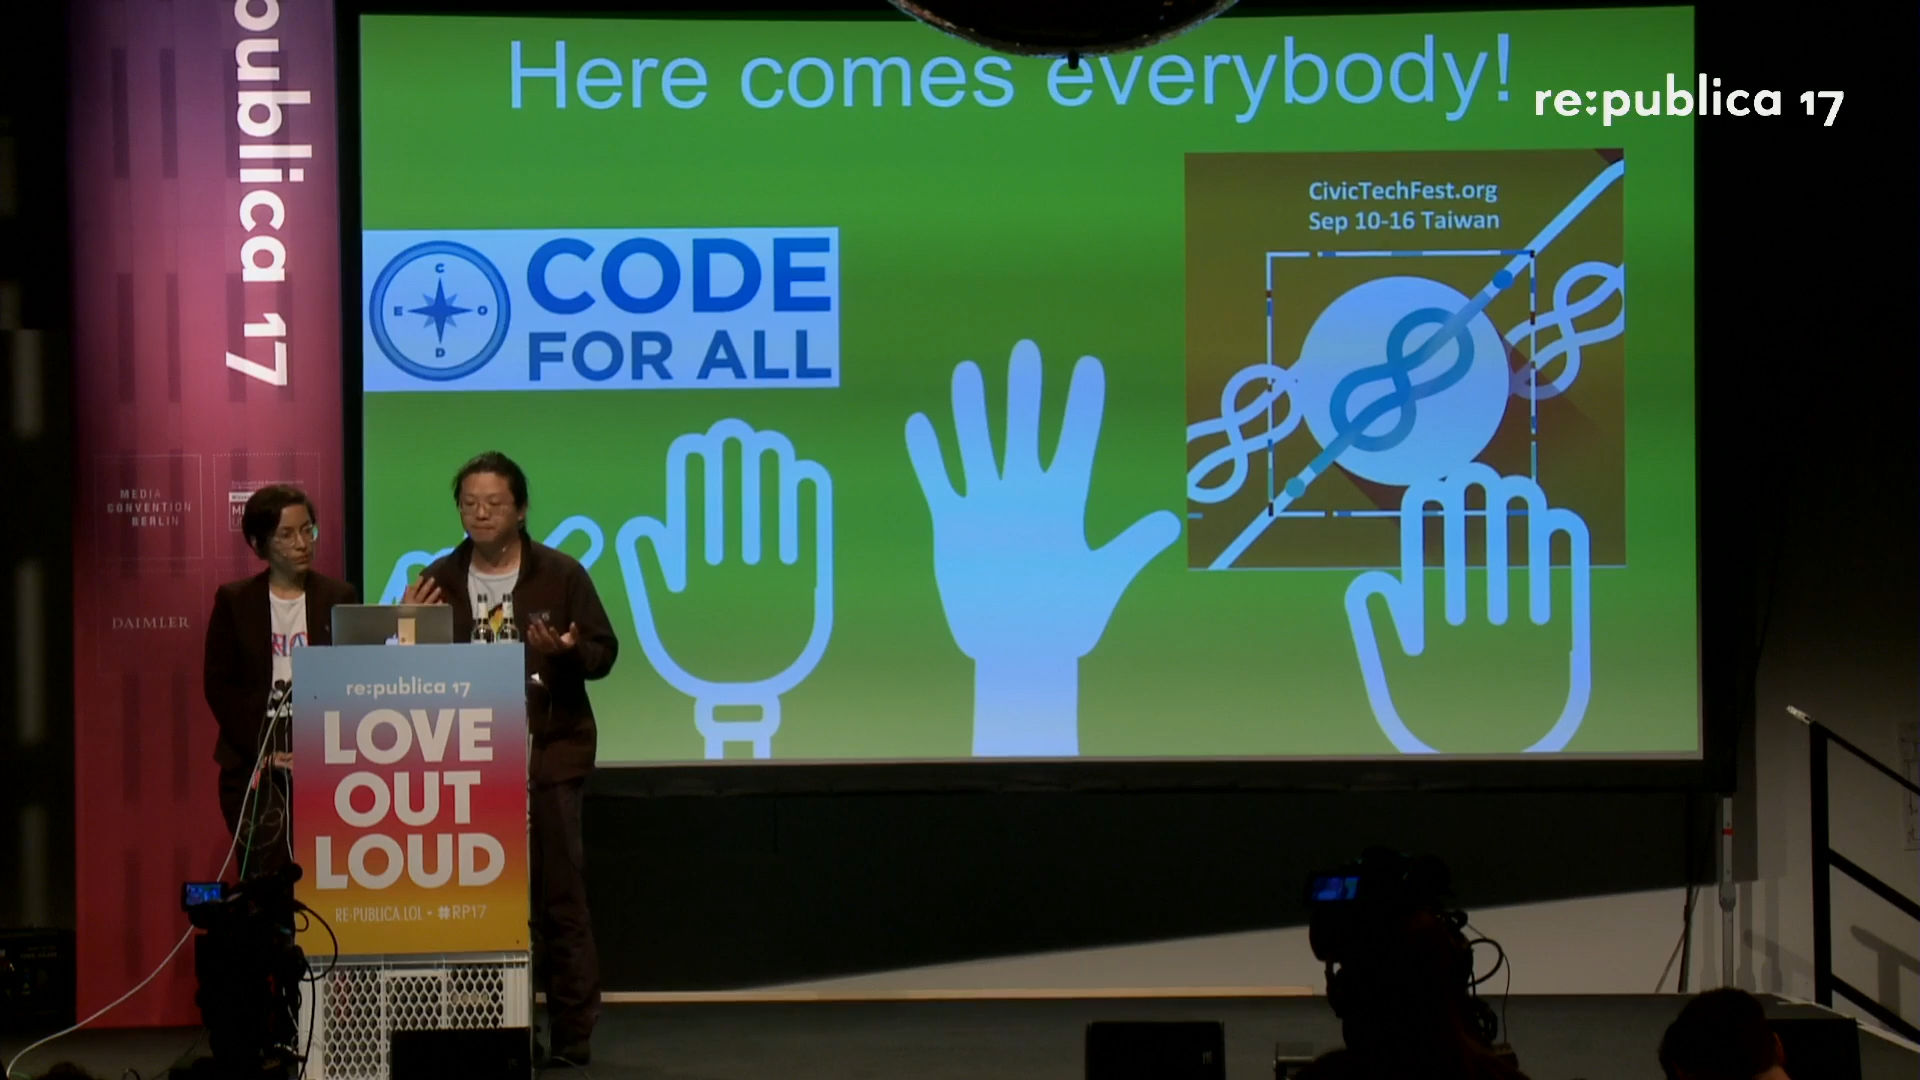 Here comes everybody!
re:publica 17
publica 17
CivicTechFest.org
Sep 10-16 Taiwan
C
E O
D
CODE
FOR ALL
MEDIA
CONVENTION
BERLIN
DAIMLER
re:publica 17
LOVE
OUT
LOUD
RE-PUBLICA.LOL - #RP17